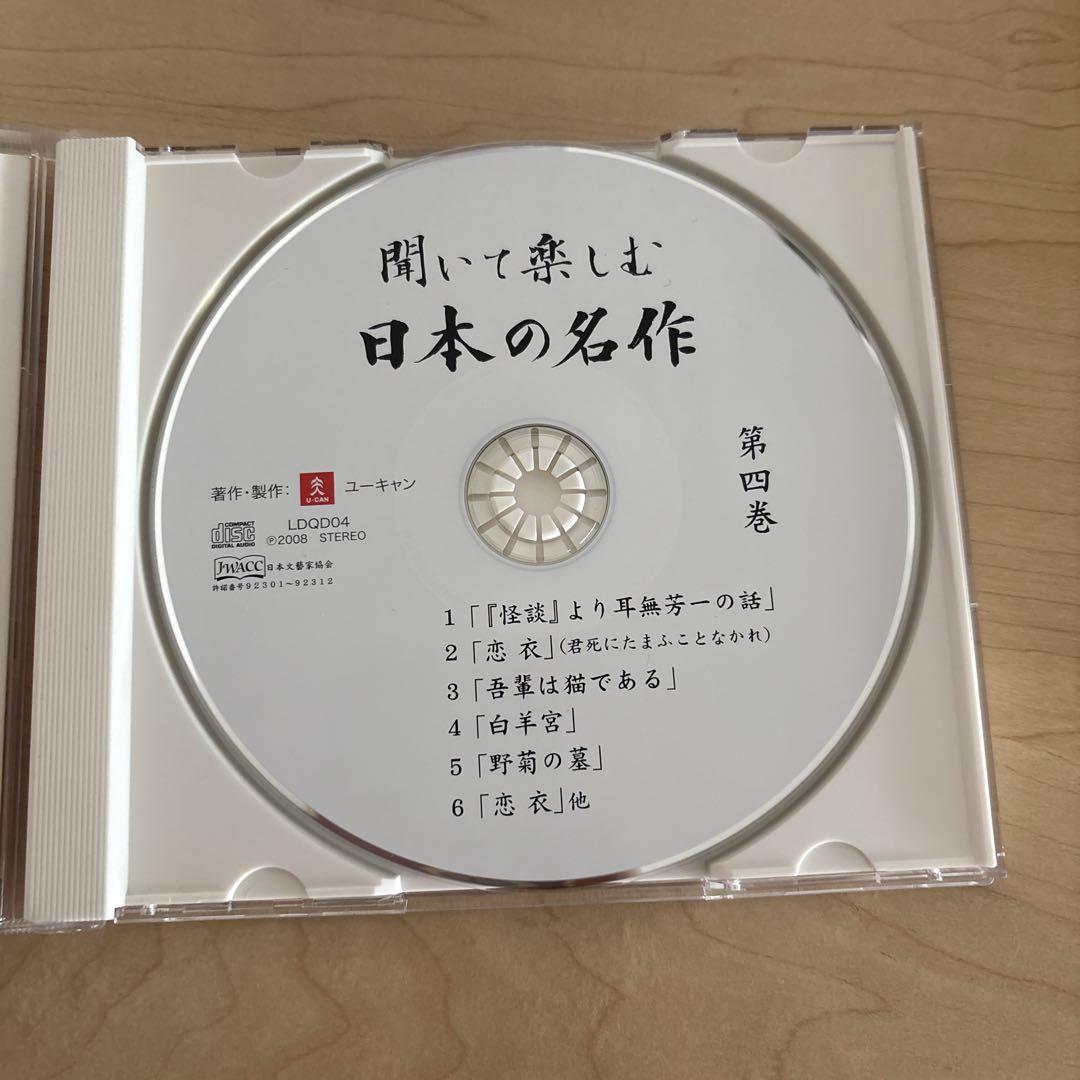 聞いて楽しむ
日本の名作
第四巻
著作・製作：U-CAN ユーキャン
COMPACT disc DIGITAL AUDIO
LDQD04
Ⓟ2008 STEREO
JWACC 日本文藝家協会
許諾番号92301～92312
1「『怪談』より耳無芳一の話」
2「恋衣」(君死にたまふことなかれ)
3「吾輩は猫である」
4「白羊宮」
5「野菊の墓」
6「恋衣」他